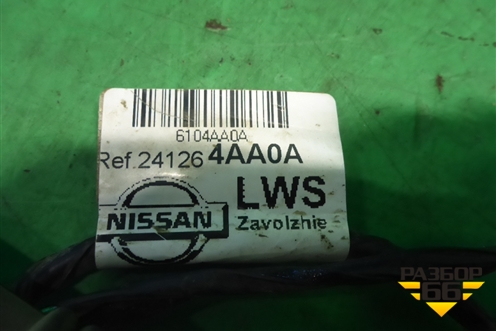 6104AA0A
Ref.24126 4AA0A
LWS
NISSAN
Zavolzhie
РАЗБОР
66